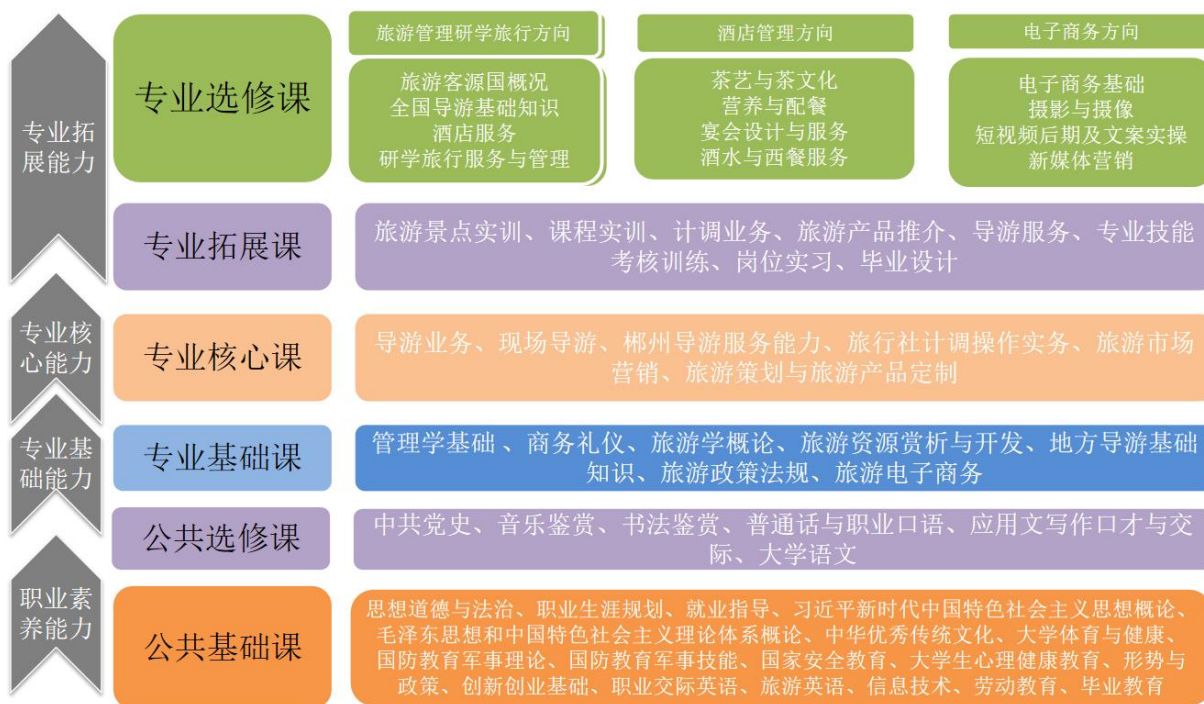 专业拓
展能力
专业选修课
旅游管理研学旅行方向
旅游客源国概况
全国导游基础知识
酒店服务
研学旅行服务与管理
酒店管理方向
茶艺与茶文化
营养与配餐
宴会设计与服务
酒水与西餐服务
电子商务方向
电子商务基础
摄影与摄像
短视频后期及文案实操
新媒体营销
专业拓展课
旅游景点实训、课程实训、计调业务、旅游产品推介、导游服务、专业技能
考核训练、岗位实习、毕业设计
专业核
心能力
专业核心课
导游业务、现场导游、郴州导游服务能力、旅行社计调操作实务、旅游市场
营销、旅游策划与旅游产品定制
专业基
础能力
专业基础课
管理学基础 、商务礼仪、旅游学概论、旅游资源赏析与开发、地方导游基础
知识、旅游政策法规、旅游电子商务
公共选修课
中共党史、音乐鉴赏、书法鉴赏、普通话与职业口语、应用文写作口才与交
际、大学语文
职业素
养能力
公共基础课
思想道德与法治、职业生涯规划、就业指导、习近平新时代中国特色社会主义思想概论、
毛泽东思想和中国特色社会主义理论体系概论、中华优秀传统文化、大学体育与健康、
国防教育军事理论、国防教育军事技能、国家安全教育、大学生心理健康教育、形势与
政策、创新创业基础、职业交际英语、旅游英语、信息技术、劳动教育、毕业教育